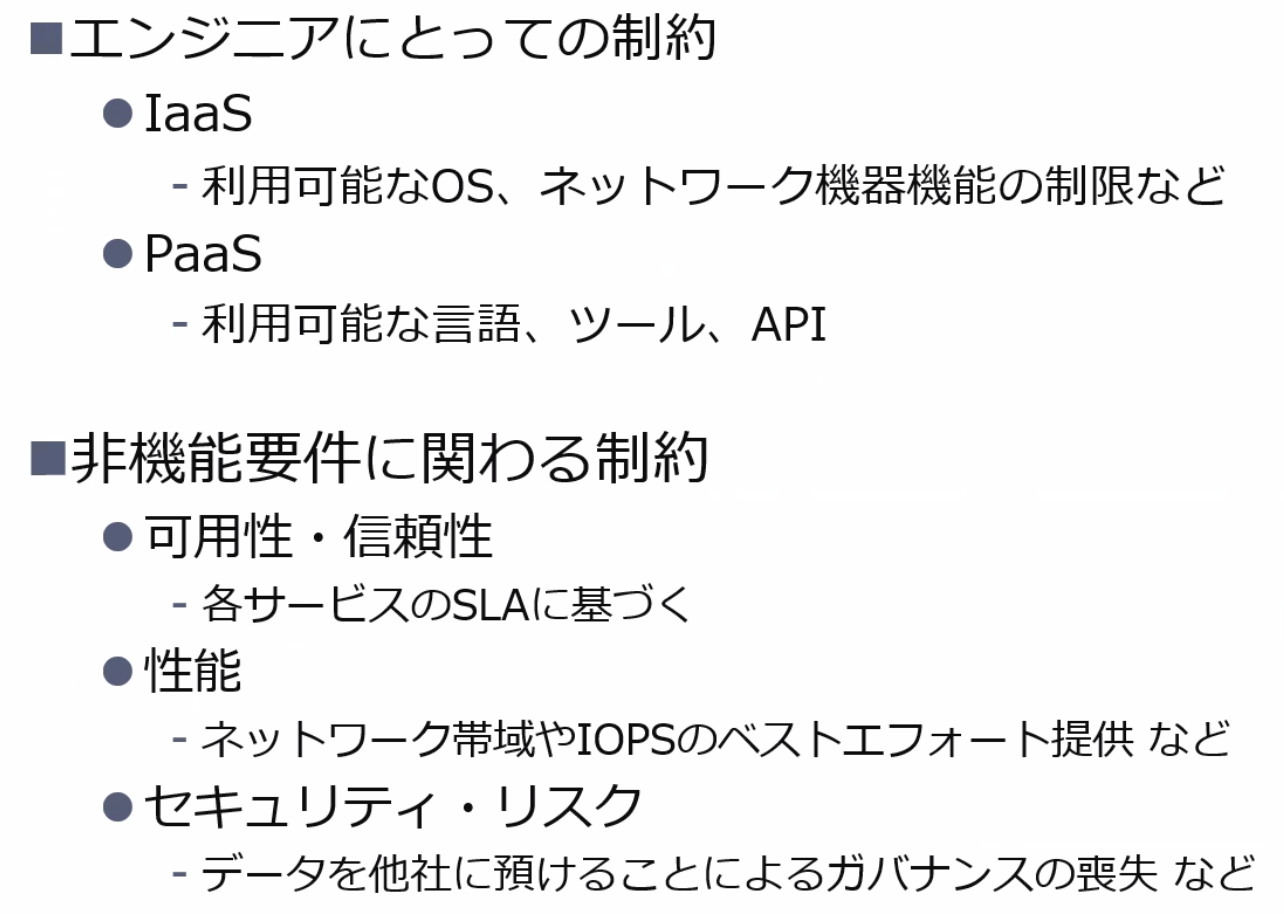 ■エンジニアにとっての制約
●IaaS
- 利用可能なOS、ネットワーク機器機能の制限など
●PaaS
- 利用可能な言語、ツール、API
■非機能要件に関わる制約
●可用性・信頼性
- 各サービスのSLAに基づく
●性能
- ネットワーク帯域やIOPSのベストエフォート提供 など
●セキュリティ・リスク
- データを他社に預けることによるガバナンスの喪失 など